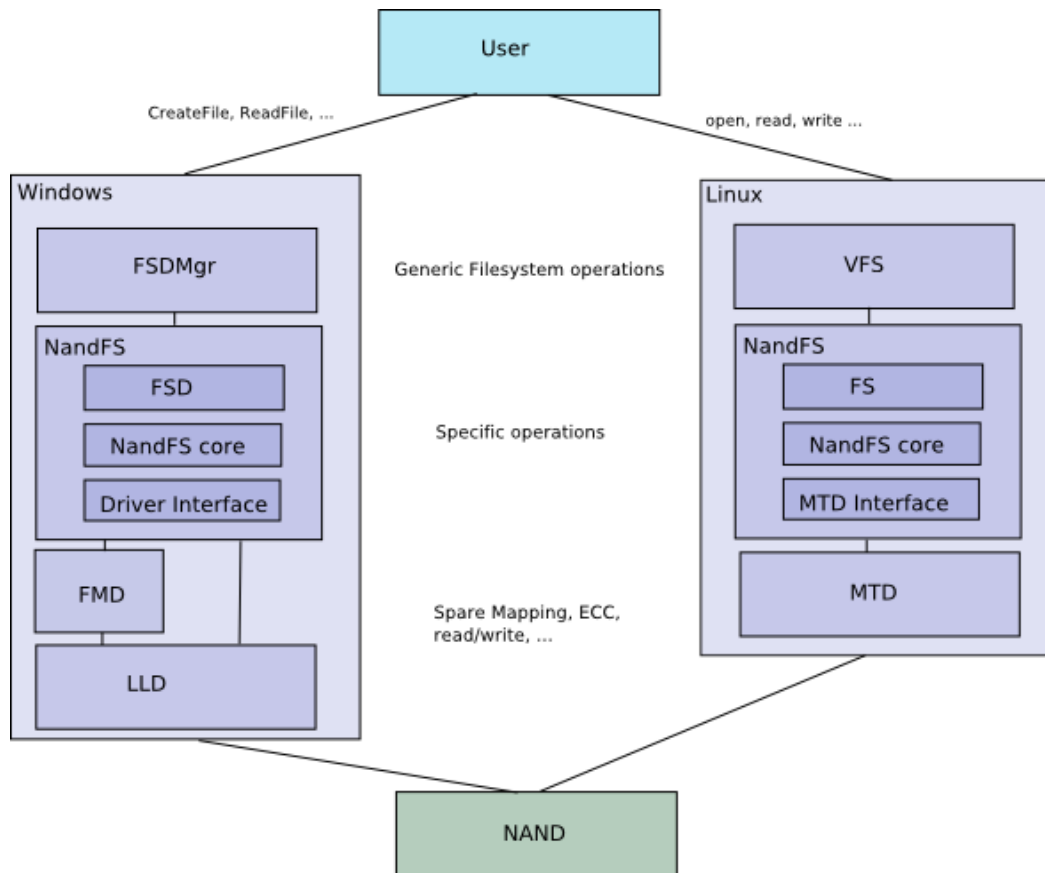 User
CreateFile, ReadFile, ...
open, read, write ...
Windows
FSDMgr
NandFS
FSD
NandFS core
Driver Interface
FMD
LLD
Generic Filesystem operations
Specific operations
Spare Mapping, ECC,
read/write, ...
Linux
VFS
NandFS
FS
NandFS core
MTD Interface
MTD
NAND